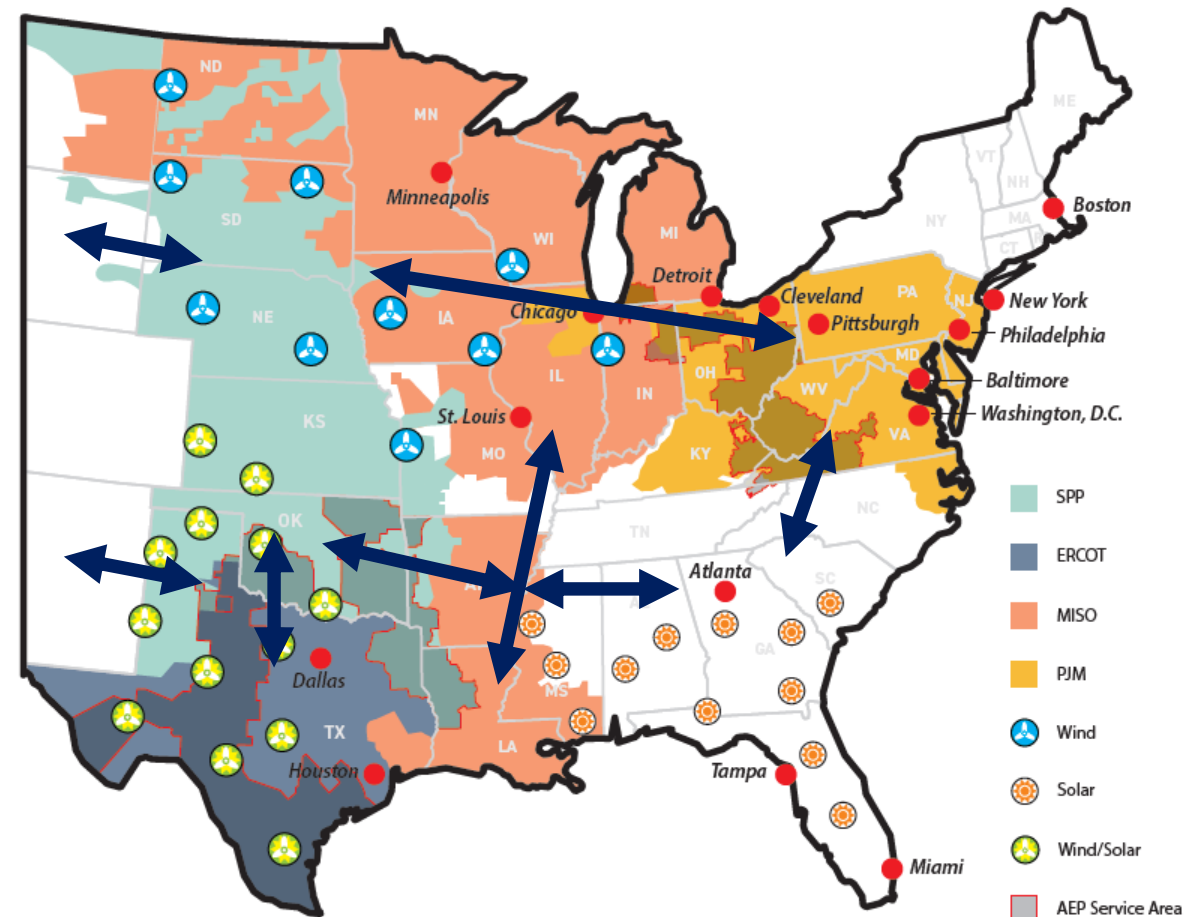 ND
MN
ME
VT
NH
Minneapolis
SD
WI
MI
NY
MA
CT
Boston
Detroit
Cleveland
PA
NJ
New York
NE
IA
Chicago
Pittsburgh
Philadelphia
IL
IN
OH
MD
WV
Baltimore
KS
St. Louis
MO
KY
VA
Washington, D.C.
OK
TN
NC
Atlanta
SC
GA
Dallas
MS
TX
LA
Houston
Tampa
Miami
SPP
ERCOT
MISO
PJM
Wind
Solar
Wind/Solar
AEP Service Area